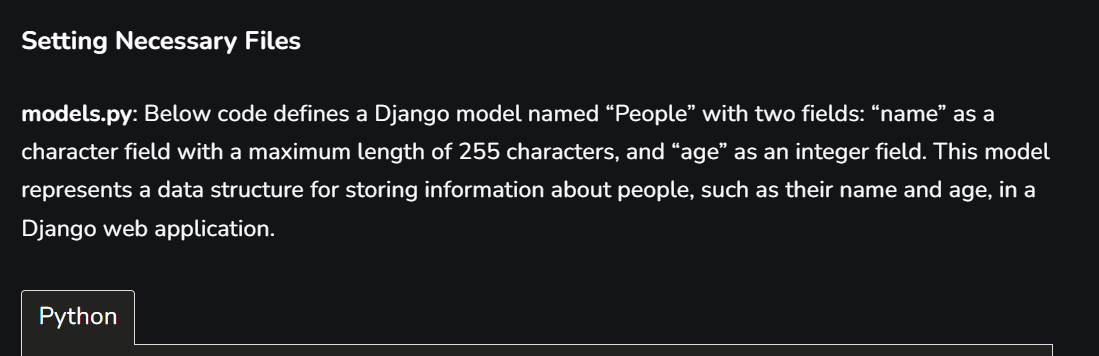 Setting Necessary Files
models.py: Below code defines a Django model named “People” with two fields: “name” as a
character field with a maximum length of 255 characters, and “age” as an integer field. This model
represents a data structure for storing information about people, such as their name and age, in a
Django web application.
Python